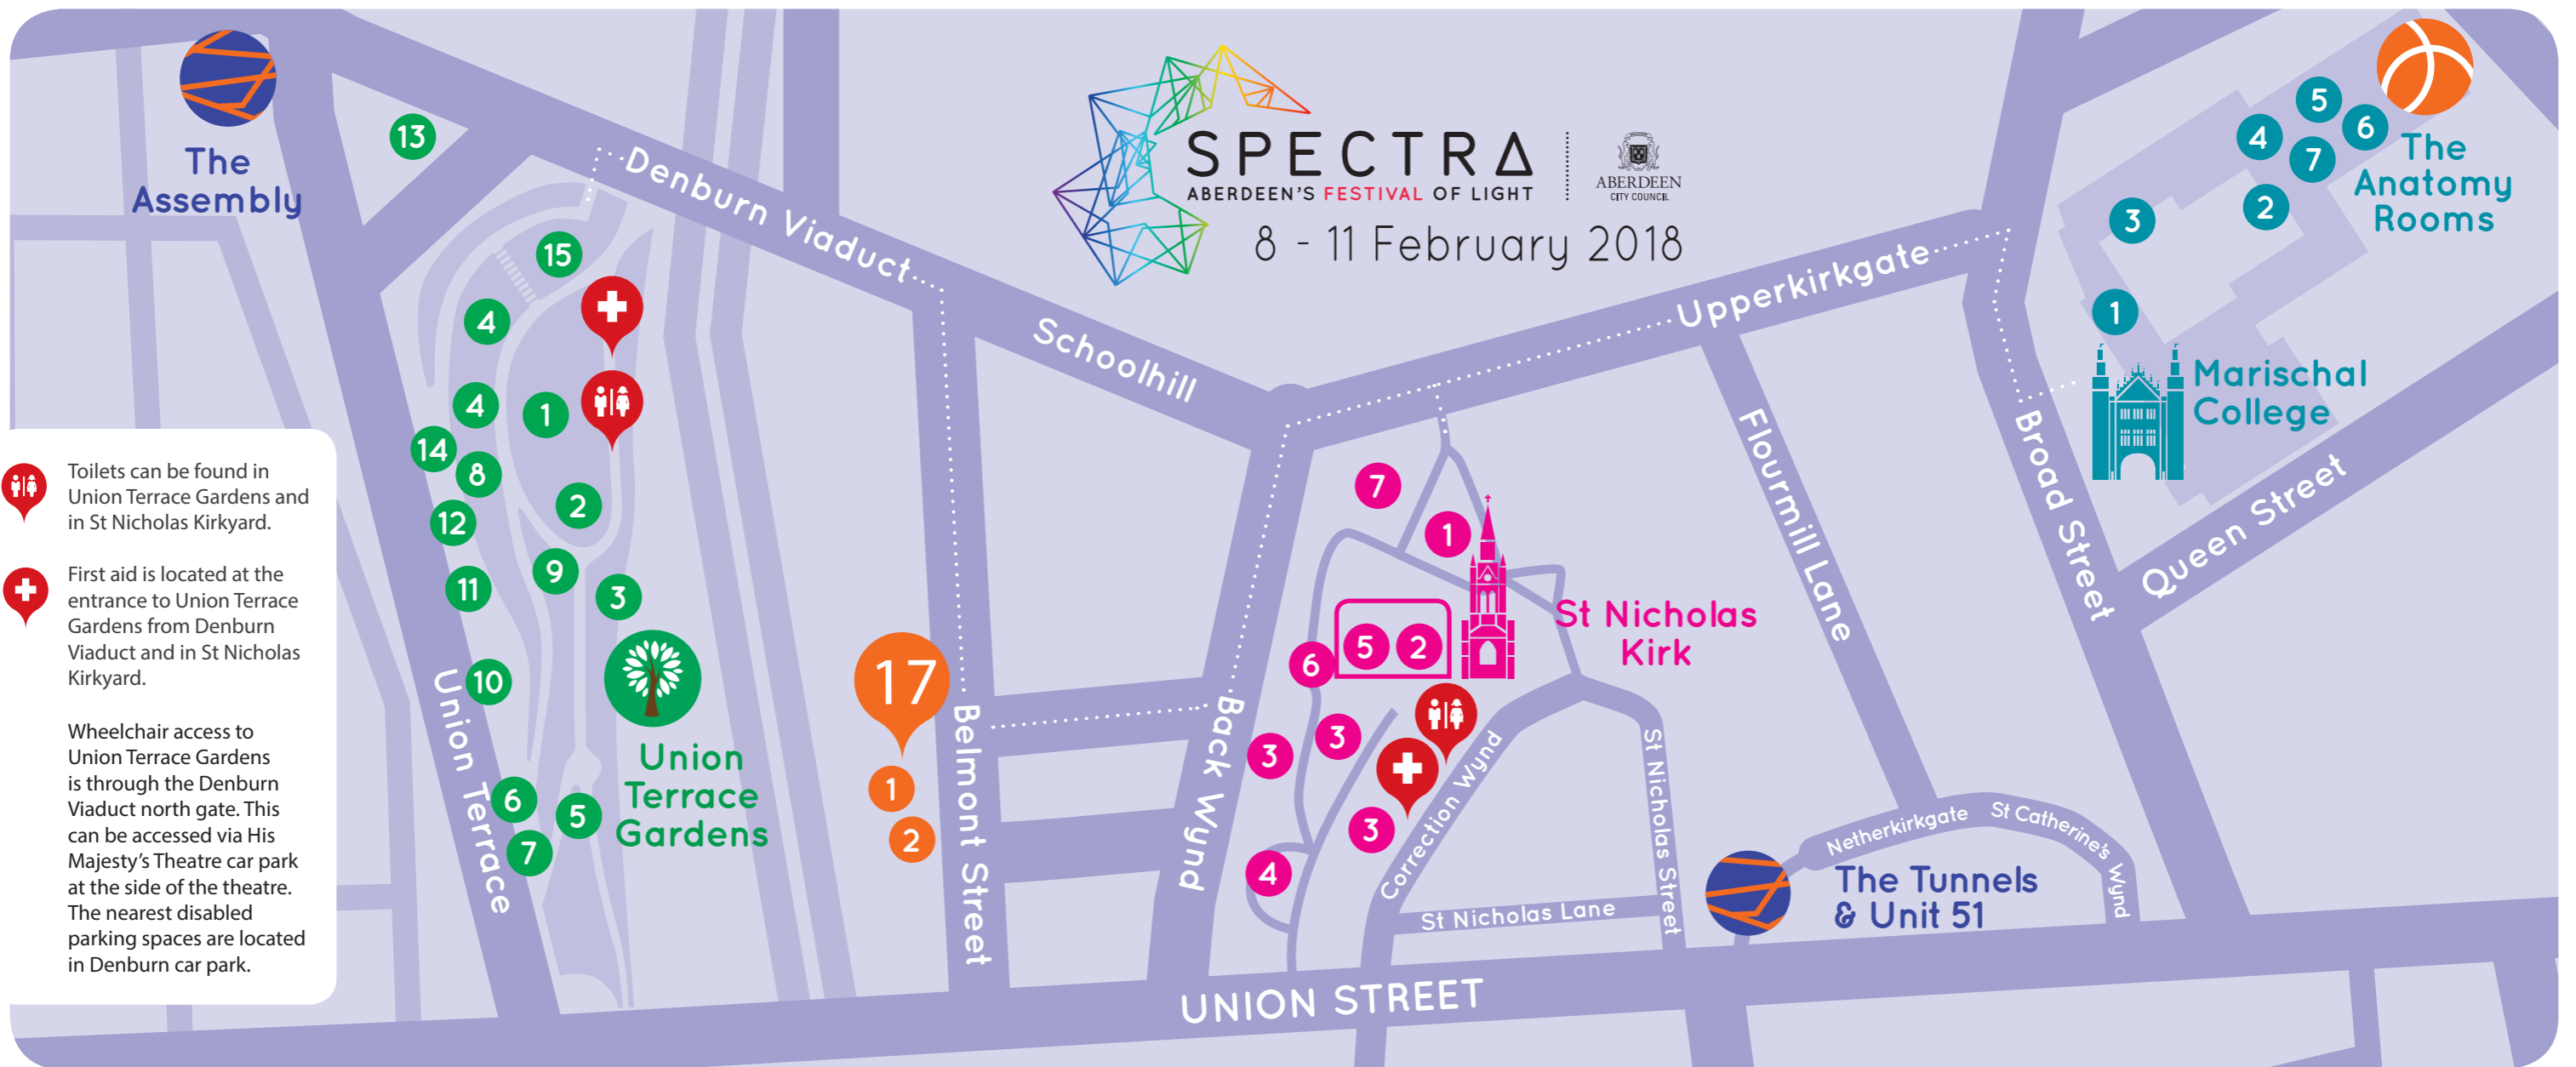 The
Assembly
13
Denburn Viaduct
15
4
4
1
14
8
12
2
11
9
3
10
6
5
7
Union Terrace
Union
Terrace
Gardens
Toilets can be found in
Union Terrace Gardens and
in St Nicholas Kirkyard.
First aid is located at the
entrance to Union Terrace
Gardens from Denburn
Viaduct and in St Nicholas
Kirkyard.
Wheelchair access to
Union Terrace Gardens
is through the Denburn
Viaduct north gate. This
can be accessed via His
Majesty's Theatre car park
at the side of the theatre.
The nearest disabled
parking spaces are located
in Denburn car park.
SPECTRA
ABERDEEN'S FESTIVAL OF LIGHT
ABERDEEN
CITY COUNCIL
8 - 11 February 2018
Schoolhill
Upperkirkgate
17
1
2
Belmont Street
Back Wynd
7
1
5
2
6
3
3
3
4
St Nicholas
Kirk
Correction Wynd
St Nicholas Street
St Nicholas Lane
UNION STREET
Flourmill Lane
Netherkirkgate
St Catherine's Wynd
The Tunnels
& Unit 51
Broad Street
Queen Street
5
6
4
7
3
2
1
The
Anatomy
Rooms
Marischal
College